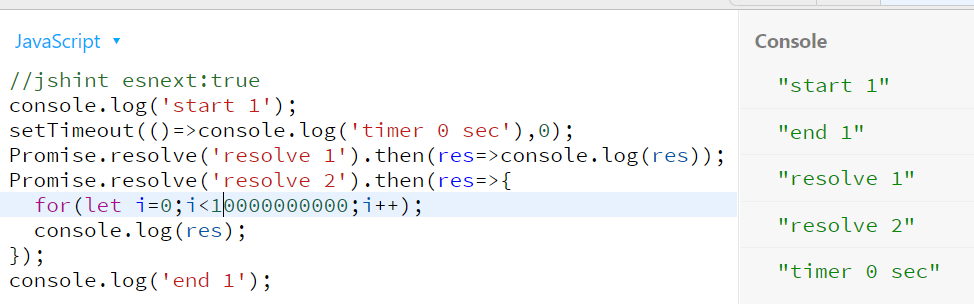 JavaScript
//jshint esnext:true
console.log('start 1');
setTimeout(()=>console.log('timer 0 sec'),0);
Promise.resolve('resolve 1').then(res=>console.log(res));
Promise.resolve('resolve 2').then(res=>{
  for(let i=0;i<10000000000;i++);
  console.log(res);
});
console.log('end 1');
Console
"start 1"
"end 1"
"resolve 1"
"resolve 2"
"timer 0 sec"